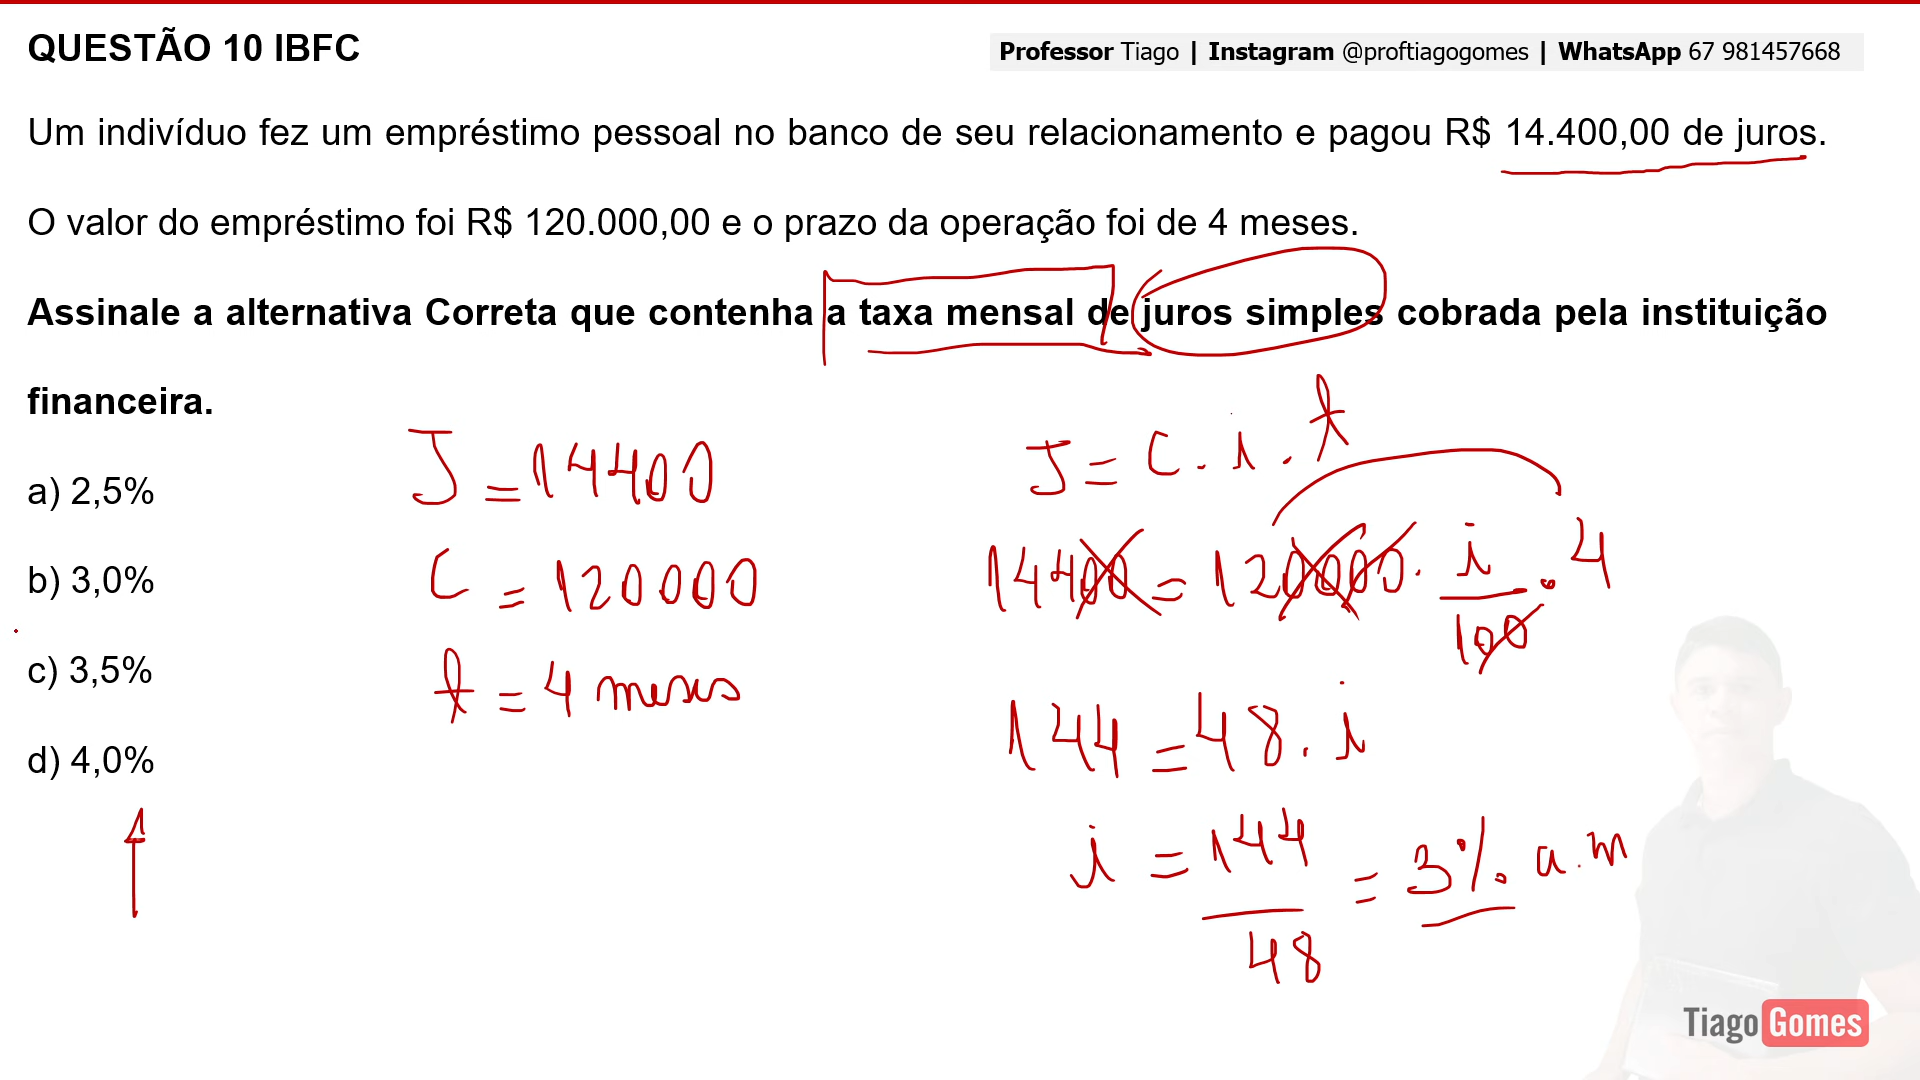 QUESTÃO 10 IBFC
Professor Tiago | Instagram @proftiagogomes | WhatsApp 67 981457668
Um indivíduo fez um empréstimo pessoal no banco de seu relacionamento e pagou R$ 14.400,00 de juros.
O valor do empréstimo foi R$ 120.000,00 e o prazo da operação foi de 4 meses.
Assinale a alternativa Correta que contenha a taxa mensal de juros simples cobrada pela instituição
financeira.
a) 2,5%
b) 3,0%
c) 3,5%
d) 4,0%
J = 14400
C = 120000
t = 4 meses
J = C . i . t
14400 = 120000 . i/100 . 4
144 = 48 . i
i = 144/48 = 3% a.m
Tiago Gomes